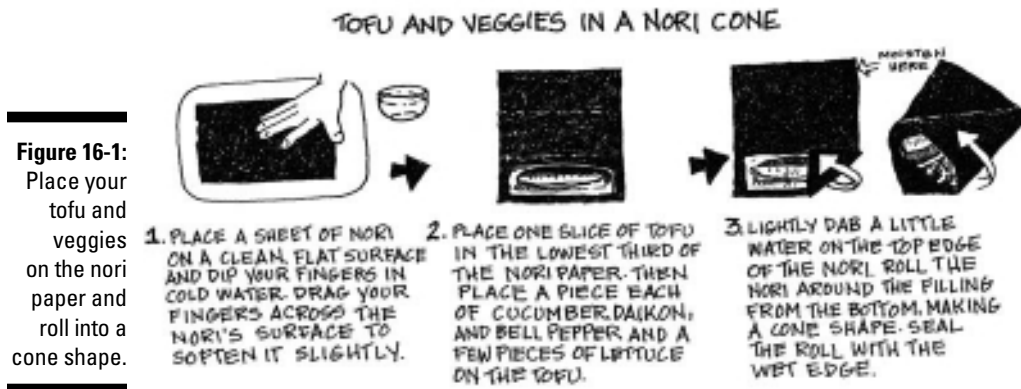 TOFU AND VEGGIES IN A NORI CONE
MOISTEN
HERE
Figure 16-1:
Place your
tofu and
veggies
on the nori
paper and
roll into a
cone shape.
1. PLACE A SHEET OF NORI
ON A CLEAN, FLAT SURFACE
AND DIP YOUR FINGERS IN
COLD WATER. DRAG YOUR
FINGERS ACROSS THE
NORI'S SURFACE TO
SOFTEN IT SLIGHTLY.
2. PLACE ONE SLICE OF TOFU
IN THE LOWEST THIRD OF
THE NORI PAPER. THEN
PLACE A PIECE EACH
OF CUCUMBER, DAIKON,
AND BELL PEPPER AND A
FEW PIECES OF LETTUCE
ON THE TOFU.
3. LIGHTLY DAB A LITTLE
WATER ON THE TOP EDGE
OF THE NORI. ROLL THE
NORI AROUND THE FILLING
FROM THE BOTTOM, MAKING
A CONE SHAPE. SEAL
THE ROLL WITH THE
WET EDGE.